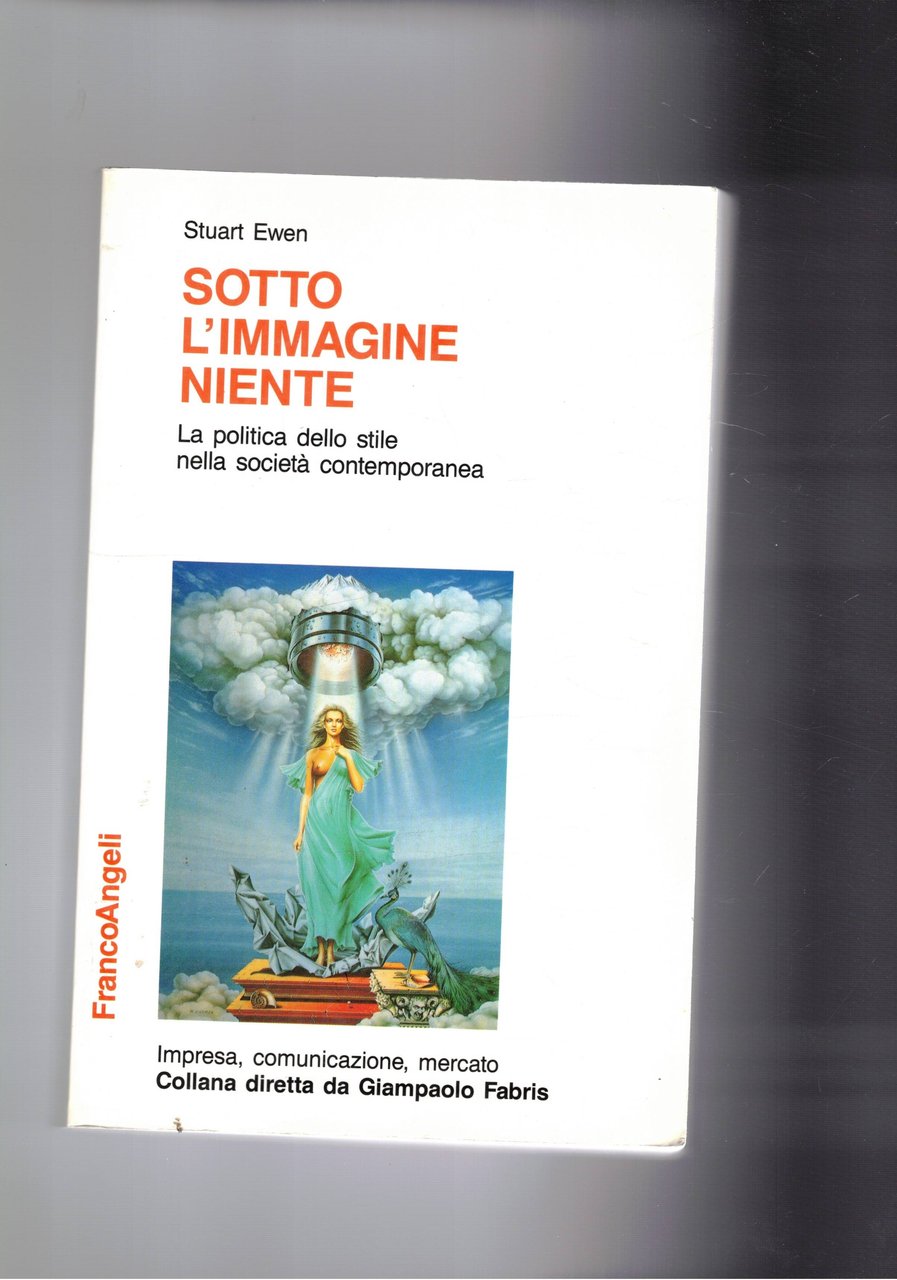 Stuart Ewen
SOTTO
L'IMMAGINE
NIENTE
La politica dello stile
nella società contemporanea
FrancoAngeli
Impresa, comunicazione, mercato
Collana diretta da Giampaolo Fabris